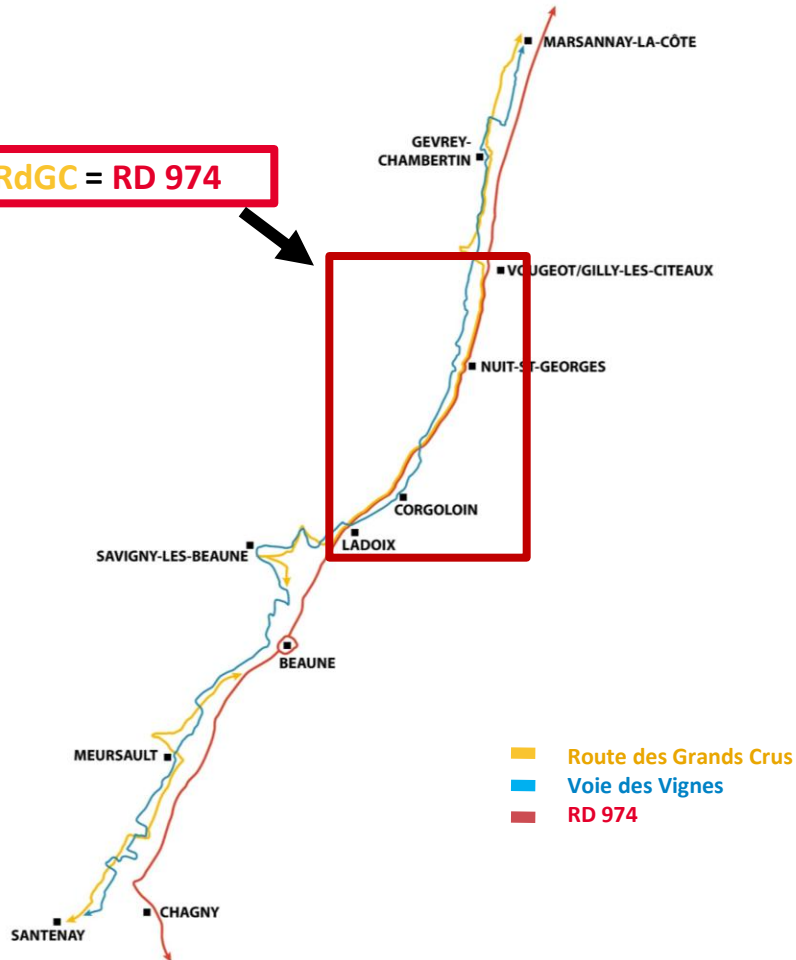 MARSANNAY-LA-CÔTE
GEVREY-
CHAMBERTIN
RdGC = RD 974
VOUGEOT/GILLY-LES-CITEAUX
NUIT-ST-GEORGES
CORGOLOIN
LADOIX
SAVIGNY-LES-BEAUNE
BEAUNE
MEURSAULT
Route des Grands Crus
Voie des Vignes
RD 974
CHAGNY
SANTENAY